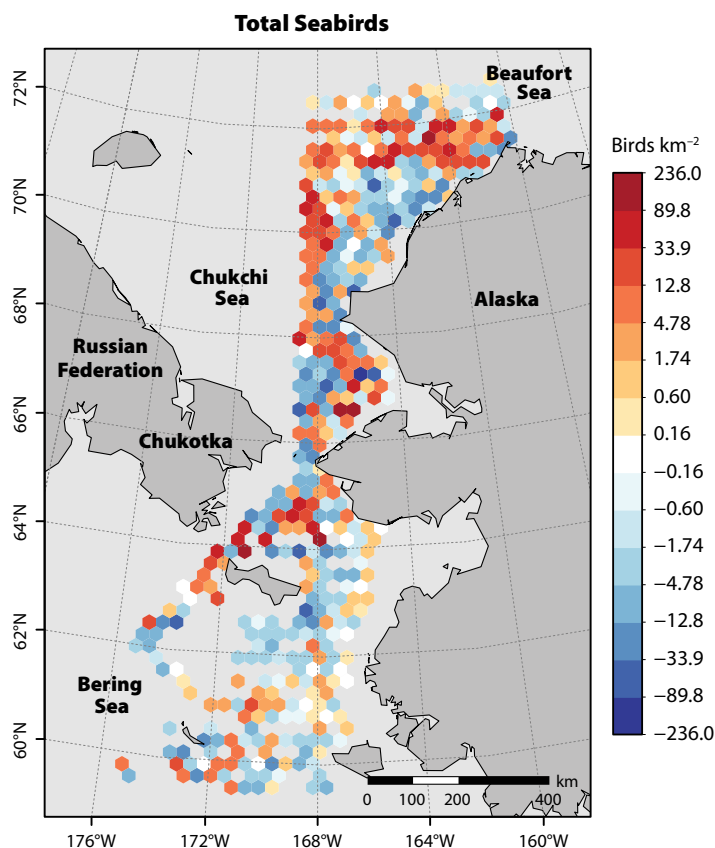 Total Seabirds
Beaufort
Sea
72°N
70°N
68°N
66°N
64°N
62°N
60°N
Chukchi
Sea
Alaska
Russian
Federation
Chukotka
Bering
Sea
Birds km⁻²
236.0
89.8
33.9
12.8
4.78
1.74
0.60
0.16
−0.16
−0.60
−1.74
−4.78
−12.8
−33.9
−89.8
−236.0
km
0 100 200 400
176°W 172°W 168°W 164°W 160°W